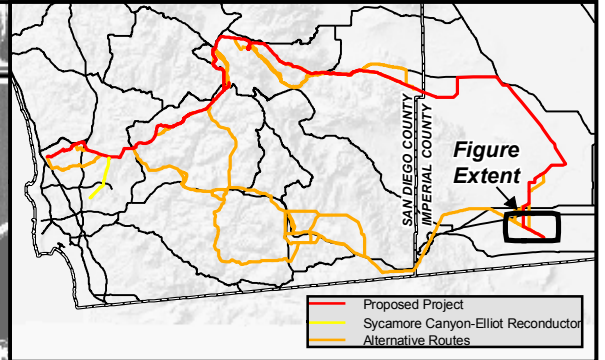 SAN DIEGO COUNTY
IMPERIAL COUNTY
Figure
Extent
Proposed Project
Sycamore Canyon-Elliot Reconductor
Alternative Routes